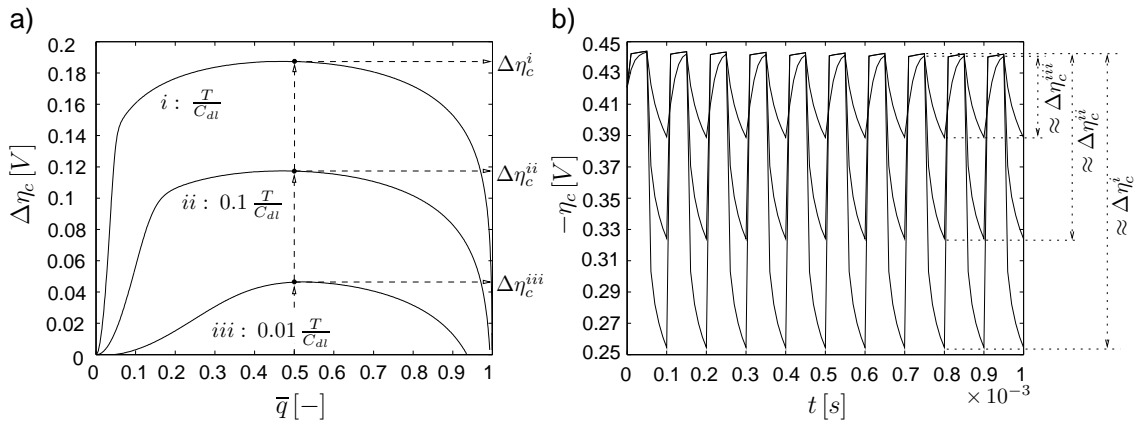 a)
0.2
0.18
0.16
0.14
0.12
0.1
0.08
0.06
0.04
0.02
0
Δη_c [V]
i : T/C_dl
ii : 0.1 T/C_dl
iii : 0.01 T/C_dl
Δη_c^i
Δη_c^ii
Δη_c^iii
0 0.1 0.2 0.3 0.4 0.5 0.6 0.7 0.8 0.9 1
q̅ [−]
b)
0.45
0.43
0.41
0.39
0.37
0.35
0.33
0.31
0.29
0.27
0.25
−η_c [V]
≈ Δη_c^iii
≈ Δη_c^ii
≈ Δη_c^i
0 0.1 0.2 0.3 0.4 0.5 0.6 0.7 0.8 0.9 1
× 10⁻³
t [s]